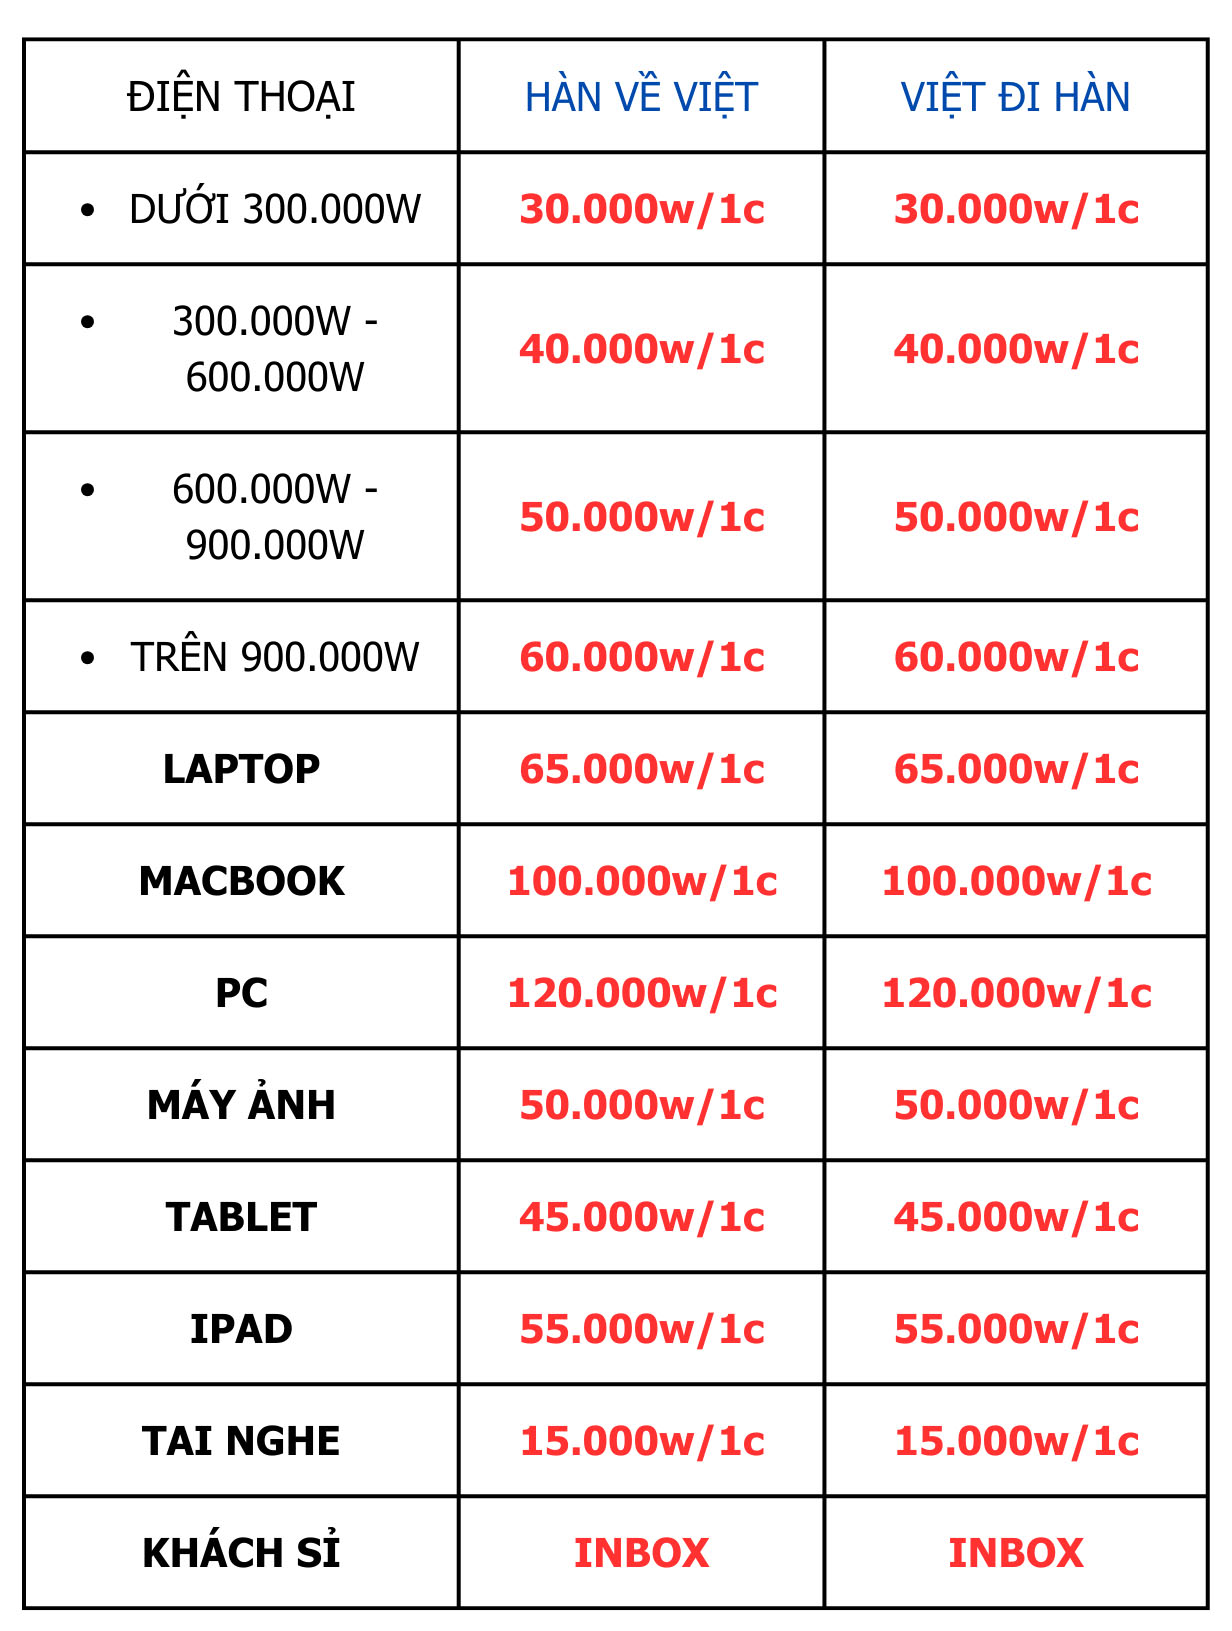 ĐIỆN THOẠI HÀN VỀ VIỆT VIỆT ĐI HÀN
• DƯỚI 300.000W 30.000w/1c 30.000w/1c
• 300.000W -
600.000W 40.000w/1c 40.000w/1c
• 600.000W -
900.000W 50.000w/1c 50.000w/1c
• TRÊN 900.000W 60.000w/1c 60.000w/1c
LAPTOP 65.000w/1c 65.000w/1c
MACBOOK 100.000w/1c 100.000w/1c
PC 120.000w/1c 120.000w/1c
MÁY ẢNH 50.000w/1c 50.000w/1c
TABLET 45.000w/1c 45.000w/1c
IPAD 55.000w/1c 55.000w/1c
TAI NGHE 15.000w/1c 15.000w/1c
KHÁCH SỈ INBOX INBOX